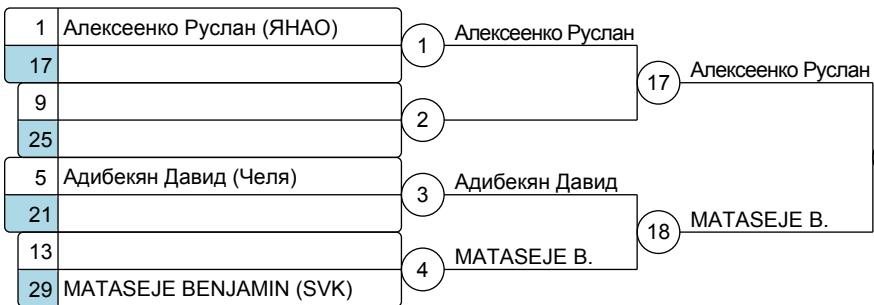 1 Алексеенко Руслан (ЯНАО)
17
1 Алексеенко Руслан
9
25
2
17 Алексеенко Руслан
5 Адибекян Давид (Челя)
21
3 Адибекян Давид
13
29 MATASEJE BENJAMIN (SVK)
4 MATASEJE B.
18 MATASEJE B.